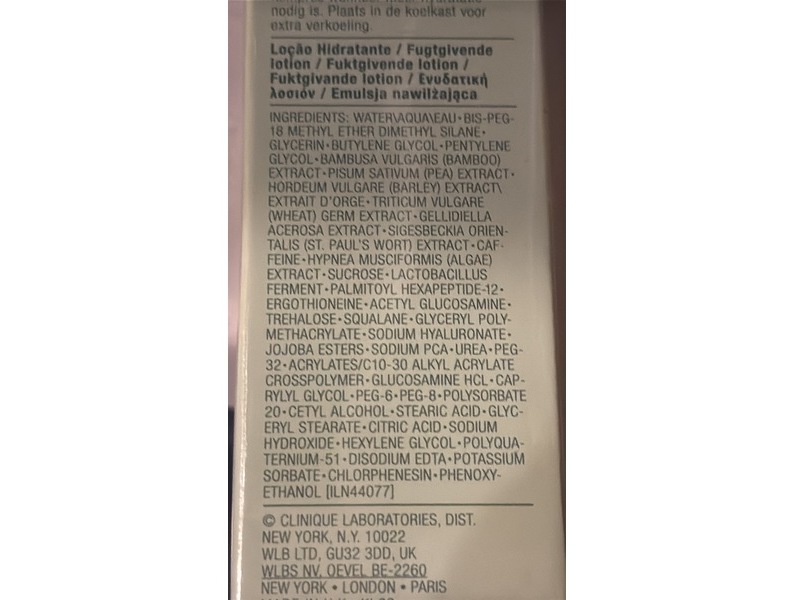 nodig is. Plaats in de koelkast voor
extra verkoeling.
Loção Hidratante / Fugtgivende
lotion / Fuktgivende lotion /
Fuktgivande lotion / Ενυδατική
λοσιόν / Emulsja nawilżająca
INGREDIENTS: WATER\AQUA\EAU•BIS-PEG-
18 METHYL ETHER DIMETHYL SILANE•
GLYCERIN•BUTYLENE GLYCOL•PENTYLENE
GLYCOL•BAMBUSA VULGARIS (BAMBOO)
EXTRACT•PISUM SATIVUM (PEA) EXTRACT•
HORDEUM VULGARE (BARLEY) EXTRACT\
EXTRAIT D'ORGE•TRITICUM VULGARE
(WHEAT) GERM EXTRACT•GELLIDIELLA
ACEROSA EXTRACT•SIGESBECKIA ORIEN-
TALIS (ST. PAUL'S WORT) EXTRACT•CAF-
FEINE•HYPNEA MUSCIFORMIS (ALGAE)
EXTRACT•SUCROSE•LACTOBACILLUS
FERMENT•PALMITOYL HEXAPEPTIDE-12•
ERGOTHIONEINE•ACETYL GLUCOSAMINE•
TREHALOSE•SQUALANE•GLYCERYL POLY-
METHACRYLATE•SODIUM HYALURONATE•
JOJOBA ESTERS•SODIUM PCA•UREA•PEG-
32•ACRYLATES/C10-30 ALKYL ACRYLATE
CROSSPOLYMER•GLUCOSAMINE HCL•CAP-
RYLYL GLYCOL•PEG-6•PEG-8•POLYSORBATE
20•CETYL ALCOHOL•STEARIC ACID•GLYC-
ERYL STEARATE•CITRIC ACID•SODIUM
HYDROXIDE•HEXYLENE GLYCOL•POLYQUA-
TERNIUM-51•DISODIUM EDTA•POTASSIUM
SORBATE•CHLORPHENESIN•PHENOXY-
ETHANOL [ILN44077]
© CLINIQUE LABORATORIES, DIST.
NEW YORK, N.Y. 10022
WLB LTD, GU32 3DD, UK
WLBS NV, OEVEL BE-2260
NEW YORK • LONDON • PARIS